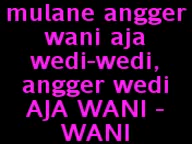 mulane angger
wani aja
wedi-wedi,
angger wedi
AJA WANI -
WANI